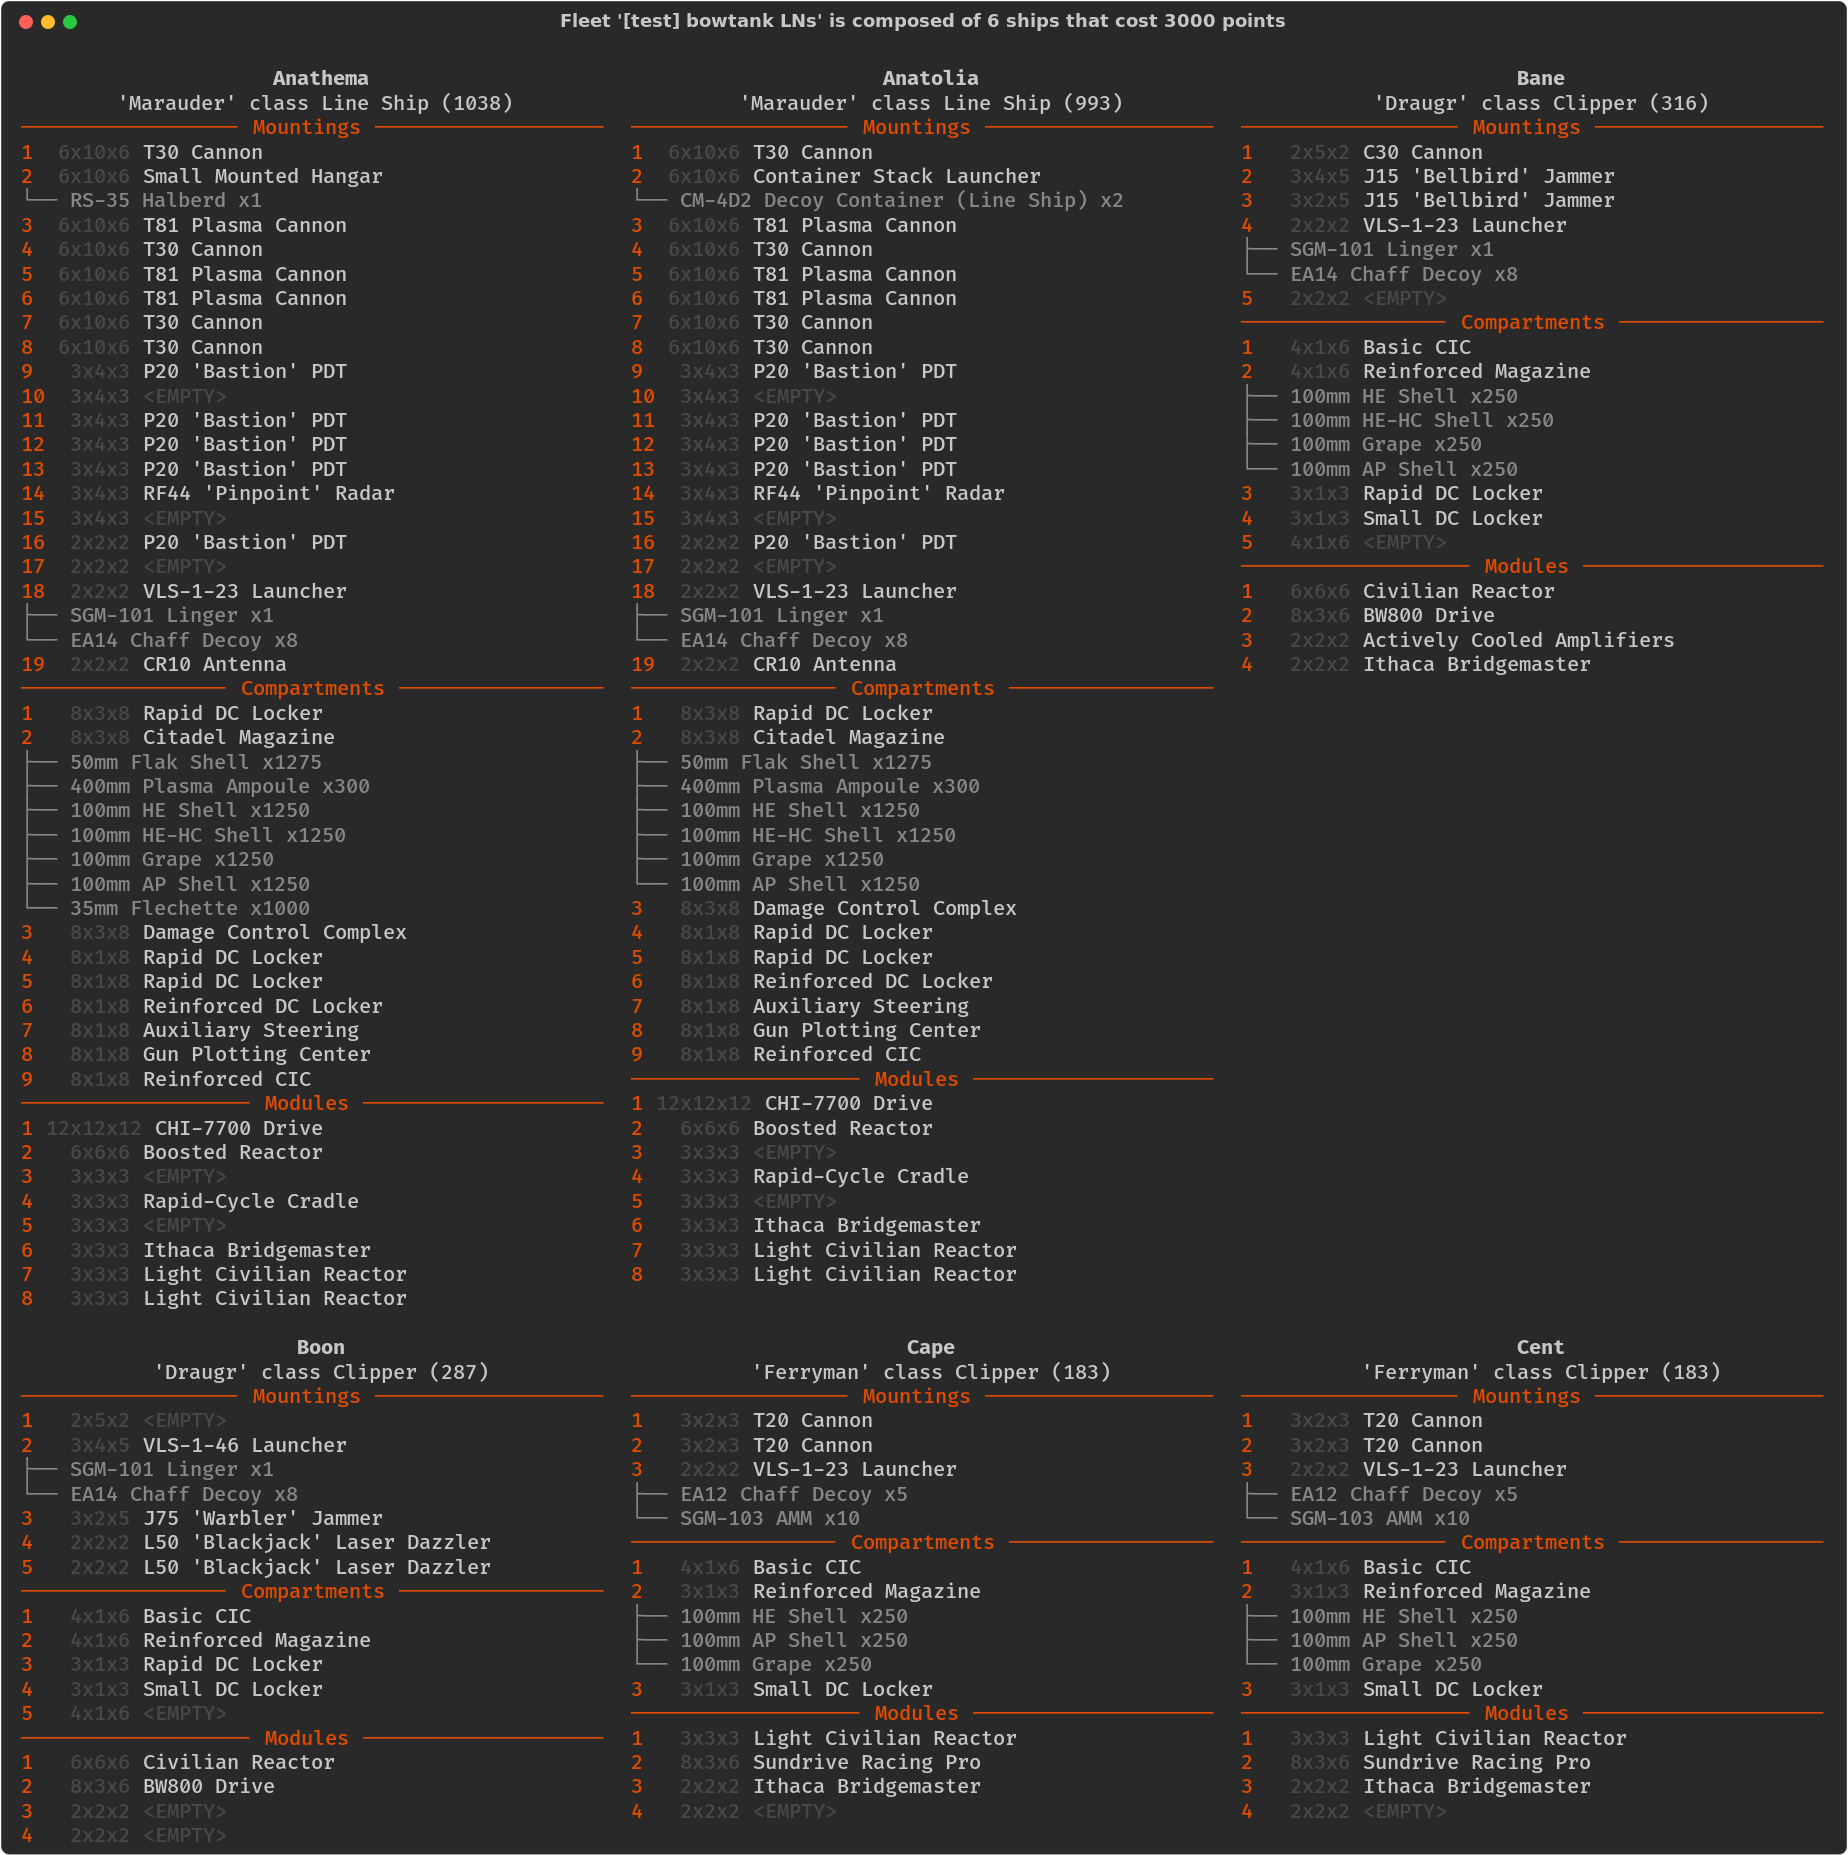 Fleet '[test] bowtank LNs' is composed of 6 ships that cost 3000 points
Anathema
'Marauder' class Line Ship (1038)
Mountings
1 6x10x6 T30 Cannon
2 6x10x6 Small Mounted Hangar
└── RS-35 Halberd x1
3 6x10x6 T81 Plasma Cannon
4 6x10x6 T30 Cannon
5 6x10x6 T81 Plasma Cannon
6 6x10x6 T81 Plasma Cannon
7 6x10x6 T30 Cannon
8 6x10x6 T30 Cannon
9 3x4x3 P20 'Bastion' PDT
10 3x4x3 <EMPTY>
11 3x4x3 P20 'Bastion' PDT
12 3x4x3 P20 'Bastion' PDT
13 3x4x3 P20 'Bastion' PDT
14 3x4x3 RF44 'Pinpoint' Radar
15 3x4x3 <EMPTY>
16 2x2x2 P20 'Bastion' PDT
17 2x2x2 <EMPTY>
18 2x2x2 VLS-1-23 Launcher
├── SGM-101 Linger x1
└── EA14 Chaff Decoy x8
19 2x2x2 CR10 Antenna
Compartments
1 8x3x8 Rapid DC Locker
2 8x3x8 Citadel Magazine
├── 50mm Flak Shell x1275
├── 400mm Plasma Ampoule x300
├── 100mm HE Shell x1250
├── 100mm HE-HC Shell x1250
├── 100mm Grape x1250
├── 100mm AP Shell x1250
└── 35mm Flechette x1000
3 8x3x8 Damage Control Complex
4 8x1x8 Rapid DC Locker
5 8x1x8 Rapid DC Locker
6 8x1x8 Reinforced DC Locker
7 8x1x8 Auxiliary Steering
8 8x1x8 Gun Plotting Center
9 8x1x8 Reinforced CIC
Modules
1 12x12x12 CHI-7700 Drive
2 6x6x6 Boosted Reactor
3 3x3x3 <EMPTY>
4 3x3x3 Rapid-Cycle Cradle
5 3x3x3 <EMPTY>
6 3x3x3 Ithaca Bridgemaster
7 3x3x3 Light Civilian Reactor
8 3x3x3 Light Civilian Reactor
Anatolia
'Marauder' class Line Ship (993)
Mountings
1 6x10x6 T30 Cannon
2 6x10x6 Container Stack Launcher
└── CM-4D2 Decoy Container (Line Ship) x2
3 6x10x6 T81 Plasma Cannon
4 6x10x6 T30 Cannon
5 6x10x6 T81 Plasma Cannon
6 6x10x6 T81 Plasma Cannon
7 6x10x6 T30 Cannon
8 6x10x6 T30 Cannon
9 3x4x3 P20 'Bastion' PDT
10 3x4x3 <EMPTY>
11 3x4x3 P20 'Bastion' PDT
12 3x4x3 P20 'Bastion' PDT
13 3x4x3 P20 'Bastion' PDT
14 3x4x3 RF44 'Pinpoint' Radar
15 3x4x3 <EMPTY>
16 2x2x2 P20 'Bastion' PDT
17 2x2x2 <EMPTY>
18 2x2x2 VLS-1-23 Launcher
├── SGM-101 Linger x1
└── EA14 Chaff Decoy x8
19 2x2x2 CR10 Antenna
Compartments
1 8x3x8 Rapid DC Locker
2 8x3x8 Citadel Magazine
├── 50mm Flak Shell x1275
├── 400mm Plasma Ampoule x300
├── 100mm HE Shell x1250
├── 100mm HE-HC Shell x1250
├── 100mm Grape x1250
└── 100mm AP Shell x1250
3 8x3x8 Damage Control Complex
4 8x1x8 Rapid DC Locker
5 8x1x8 Rapid DC Locker
6 8x1x8 Reinforced DC Locker
7 8x1x8 Auxiliary Steering
8 8x1x8 Gun Plotting Center
9 8x1x8 Reinforced CIC
Modules
1 12x12x12 CHI-7700 Drive
2 6x6x6 Boosted Reactor
3 3x3x3 <EMPTY>
4 3x3x3 Rapid-Cycle Cradle
5 3x3x3 <EMPTY>
6 3x3x3 Ithaca Bridgemaster
7 3x3x3 Light Civilian Reactor
8 3x3x3 Light Civilian Reactor
Bane
'Draugr' class Clipper (316)
Mountings
1 2x5x2 C30 Cannon
2 3x4x5 J15 'Bellbird' Jammer
3 3x2x5 J15 'Bellbird' Jammer
4 2x2x2 VLS-1-23 Launcher
├── SGM-101 Linger x1
└── EA14 Chaff Decoy x8
5 2x2x2 <EMPTY>
Compartments
1 4x1x6 Basic CIC
2 4x1x6 Reinforced Magazine
├── 100mm HE Shell x250
├── 100mm HE-HC Shell x250
├── 100mm Grape x250
└── 100mm AP Shell x250
3 3x1x3 Rapid DC Locker
4 3x1x3 Small DC Locker
5 4x1x6 <EMPTY>
Modules
1 6x6x6 Civilian Reactor
2 8x3x6 BW800 Drive
3 2x2x2 Actively Cooled Amplifiers
4 2x2x2 Ithaca Bridgemaster
Boon
'Draugr' class Clipper (287)
Mountings
1 2x5x2 <EMPTY>
2 3x4x5 VLS-1-46 Launcher
├── SGM-101 Linger x1
└── EA14 Chaff Decoy x8
3 3x2x5 J75 'Warbler' Jammer
4 2x2x2 L50 'Blackjack' Laser Dazzler
5 2x2x2 L50 'Blackjack' Laser Dazzler
Compartments
1 4x1x6 Basic CIC
2 4x1x6 Reinforced Magazine
3 3x1x3 Rapid DC Locker
4 3x1x3 Small DC Locker
5 4x1x6 <EMPTY>
Modules
1 6x6x6 Civilian Reactor
2 8x3x6 BW800 Drive
3 2x2x2 <EMPTY>
4 2x2x2 <EMPTY>
Cape
'Ferryman' class Clipper (183)
Mountings
1 3x2x3 T20 Cannon
2 3x2x3 T20 Cannon
3 2x2x2 VLS-1-23 Launcher
├── EA12 Chaff Decoy x5
└── SGM-103 AMM x10
Compartments
1 4x1x6 Basic CIC
2 3x1x3 Reinforced Magazine
├── 100mm HE Shell x250
├── 100mm AP Shell x250
└── 100mm Grape x250
3 3x1x3 Small DC Locker
Modules
1 3x3x3 Light Civilian Reactor
2 8x3x6 Sundrive Racing Pro
3 2x2x2 Ithaca Bridgemaster
4 2x2x2 <EMPTY>
Cent
'Ferryman' class Clipper (183)
Mountings
1 3x2x3 T20 Cannon
2 3x2x3 T20 Cannon
3 2x2x2 VLS-1-23 Launcher
├── EA12 Chaff Decoy x5
└── SGM-103 AMM x10
Compartments
1 4x1x6 Basic CIC
2 3x1x3 Reinforced Magazine
├── 100mm HE Shell x250
├── 100mm AP Shell x250
└── 100mm Grape x250
3 3x1x3 Small DC Locker
Modules
1 3x3x3 Light Civilian Reactor
2 8x3x6 Sundrive Racing Pro
3 2x2x2 Ithaca Bridgemaster
4 2x2x2 <EMPTY>